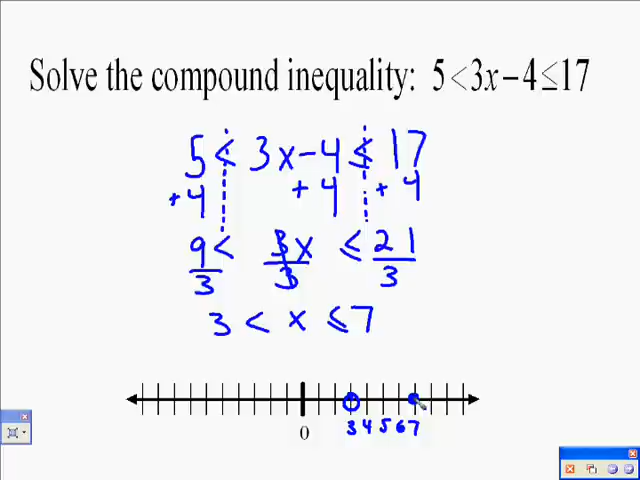 Solve the compound inequality: 5<3x−4≤17
5 < 3x−4 ≤ 17
+4 +4 +4
9 < 3x ≤ 21
3 3 3
3 < x ≤ 7
0 3 4 5 6 7